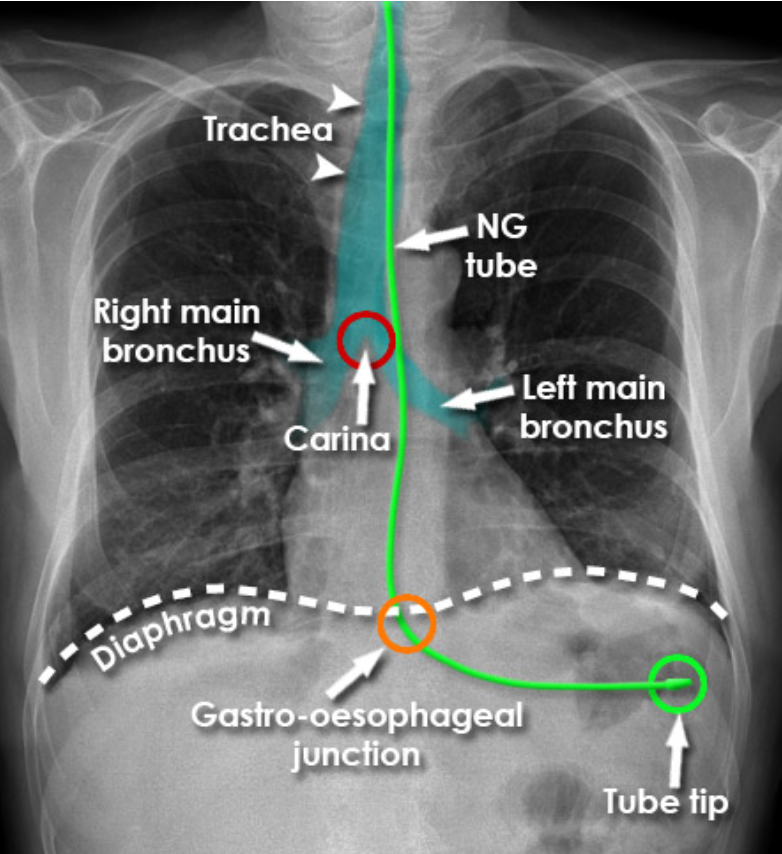 Trachea
NG
tube
Right main
bronchus
Left main
bronchus
Carina
Diaphragm
Gastro-oesophageal
junction
Tube tip